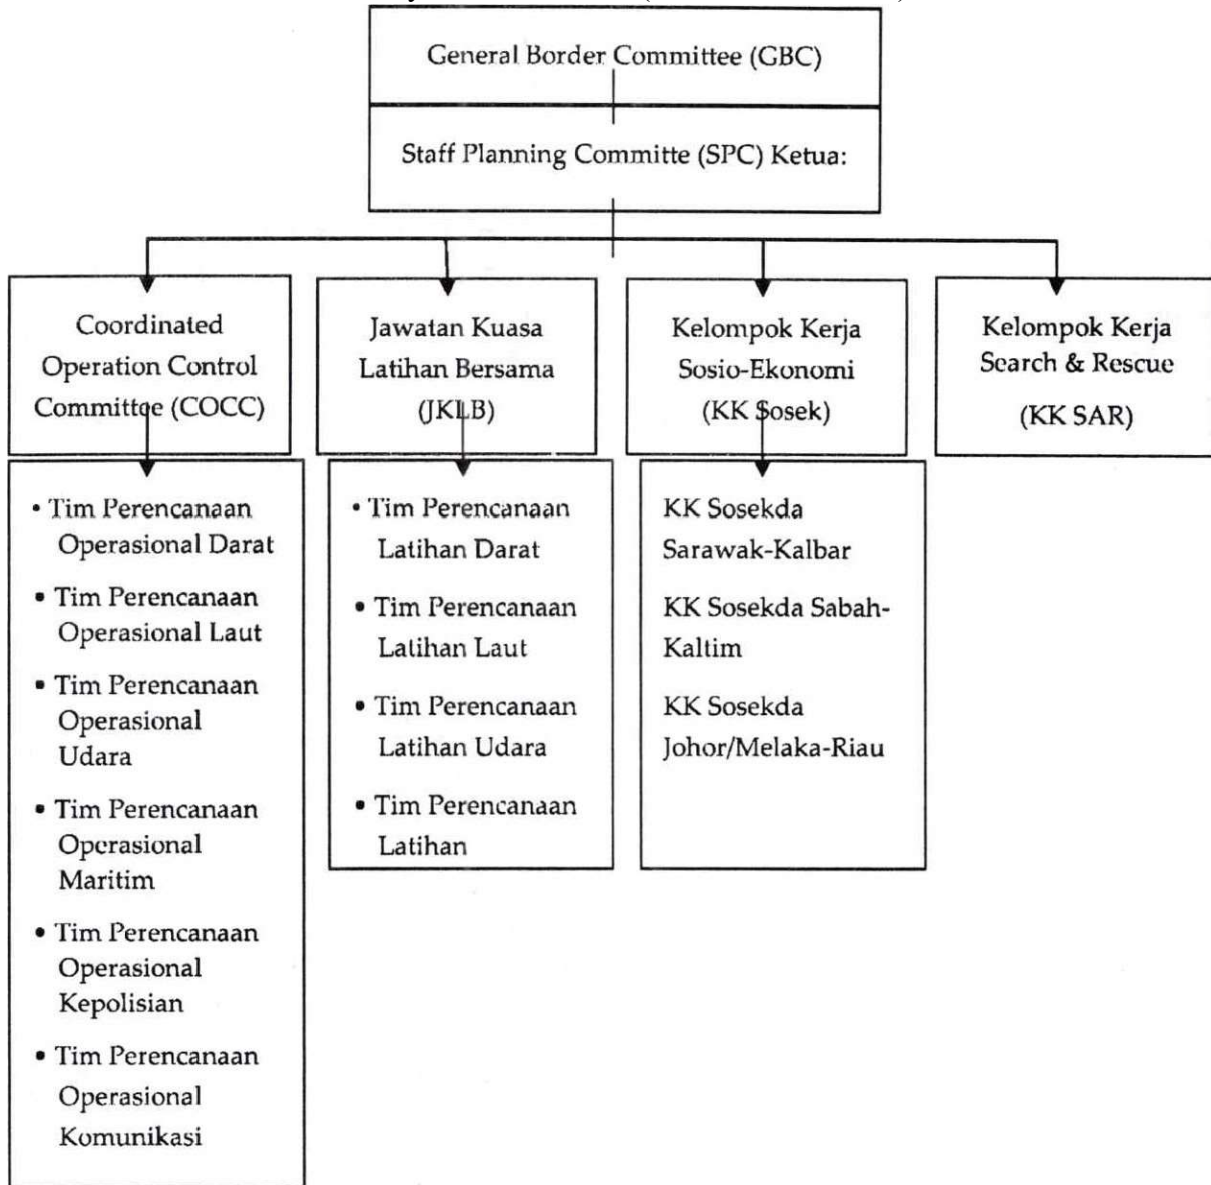 General Border Committee (GBC)
Staff Planning Committe (SPC) Ketua:
Coordinated
Operation Control
Committee (COCC)
Jawatan Kuasa
Latihan Bersama
(JKLB)
Kelompok Kerja
Sosio-Ekonomi
(KK Sosek)
Kelompok Kerja
Search & Rescue
(KK SAR)
• Tim Perencanaan
Operasional Darat
• Tim Perencanaan
Operasional Laut
• Tim Perencanaan
Operasional
Udara
• Tim Perencanaan
Operasional
Maritim
• Tim Perencanaan
Operasional
Kepolisian
• Tim Perencanaan
Operasional
Komunikasi
• Tim Perencanaan
Latihan Darat
• Tim Perencanaan
Latihan Laut
• Tim Perencanaan
Latihan Udara
• Tim Perencanaan
Latihan
KK Sosekda
Sarawak-Kalbar
KK Sosekda Sabah-
Kaltim
KK Sosekda
Johor/Melaka-Riau